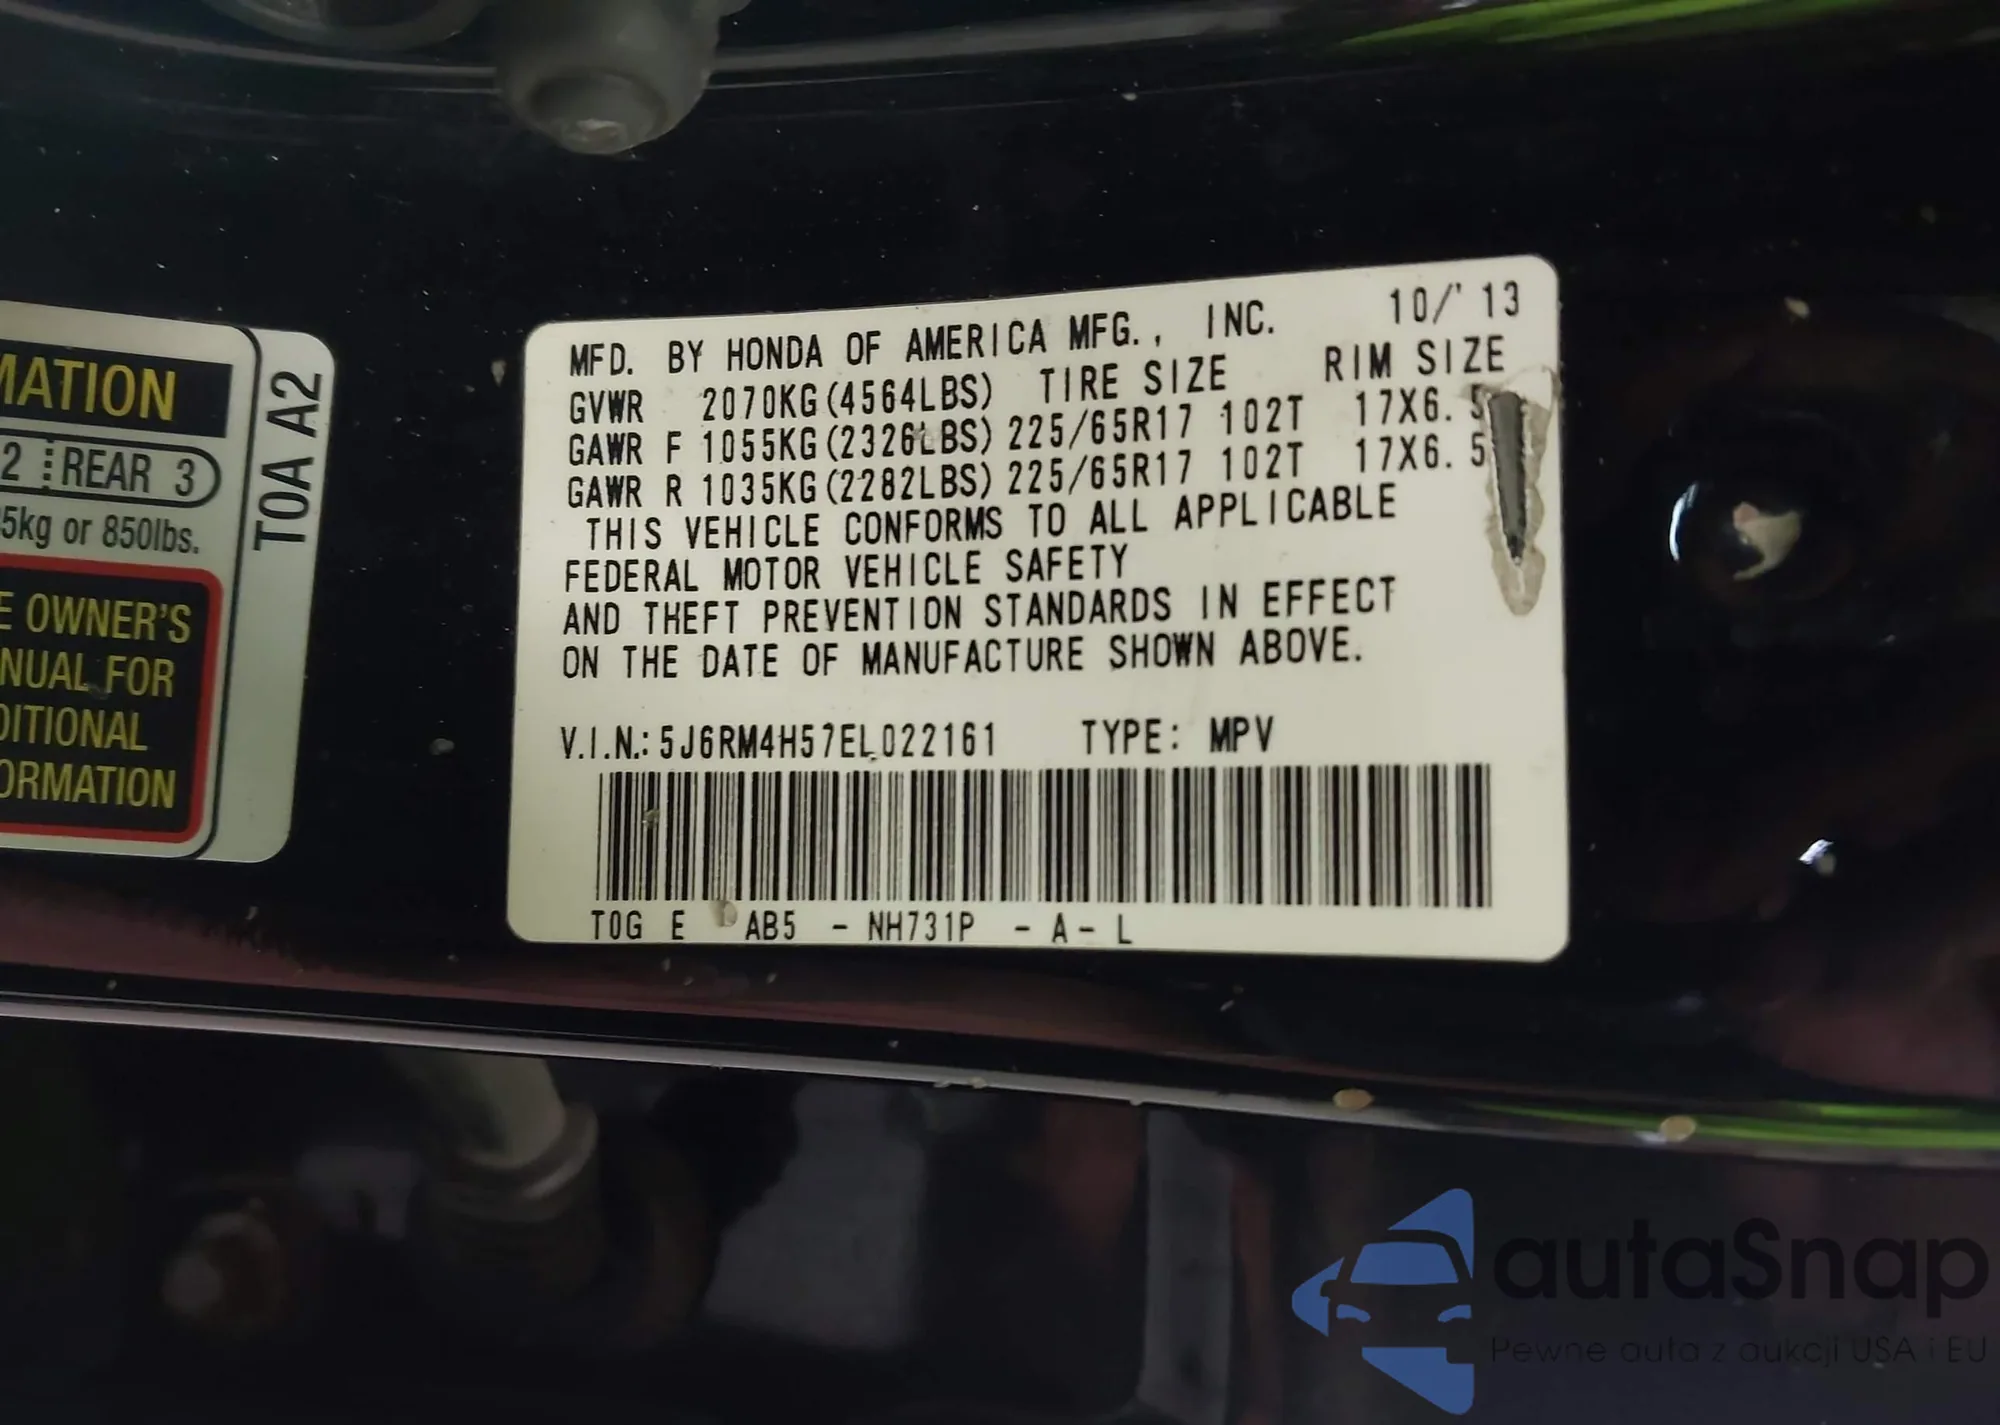 MATION
2 REAR 3
5kg or 850lbs.
E OWNER'S
NUAL FOR
DITIONAL
ORMATION
T0A A2
MFD. BY HONDA OF AMERICA MFG., INC. 10/'13
GVWR 2070KG(4564LBS) TIRE SIZE RIM SIZE
GAWR F 1055KG(2326LBS) 225/65R17 102T 17X6.5
GAWR R 1035KG(2282LBS) 225/65R17 102T 17X6.5
THIS VEHICLE CONFORMS TO ALL APPLICABLE
FEDERAL MOTOR VEHICLE SAFETY
AND THEFT PREVENTION STANDARDS IN EFFECT
ON THE DATE OF MANUFACTURE SHOWN ABOVE.
V.I.N.: 5J6RM4H57EL022161 TYPE: MPV
T0G E AB5 - NH731P - A - L
autaSnap
Pewne auta z aukcji USA i EU